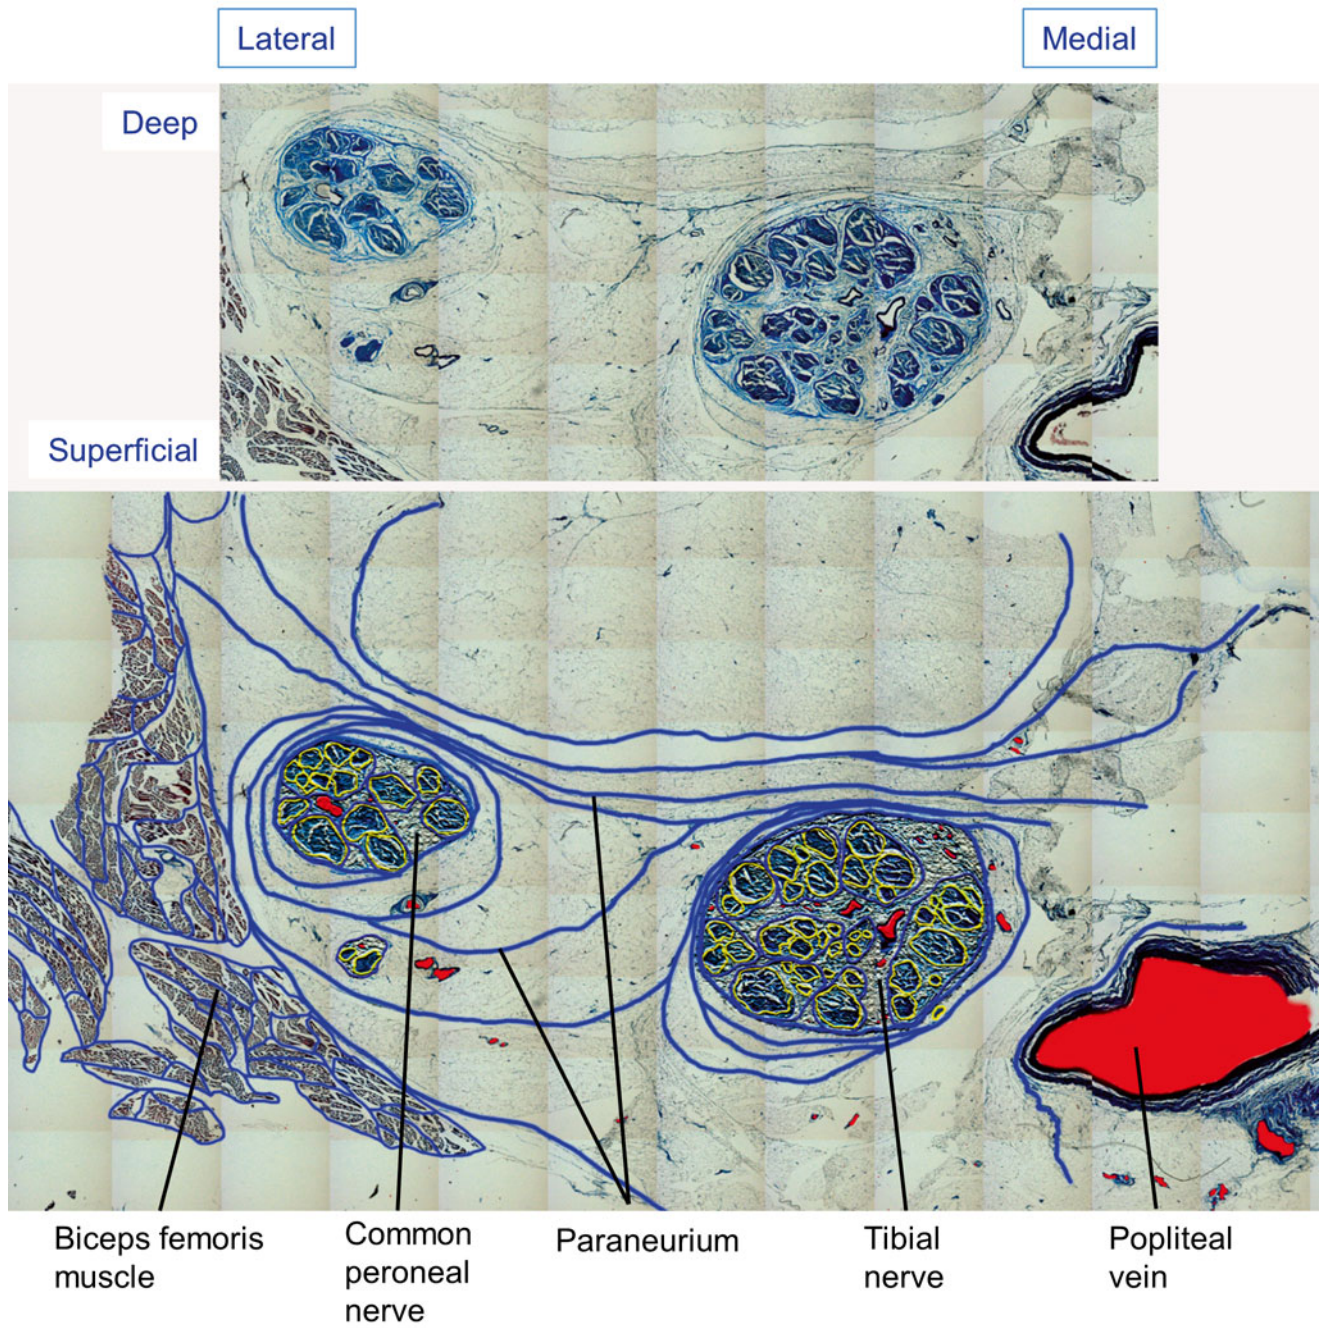 Lateral
Medial
Deep
Superficial
Biceps femoris
muscle
Common
peroneal
nerve
Paraneurium
Tibial
nerve
Popliteal
vein